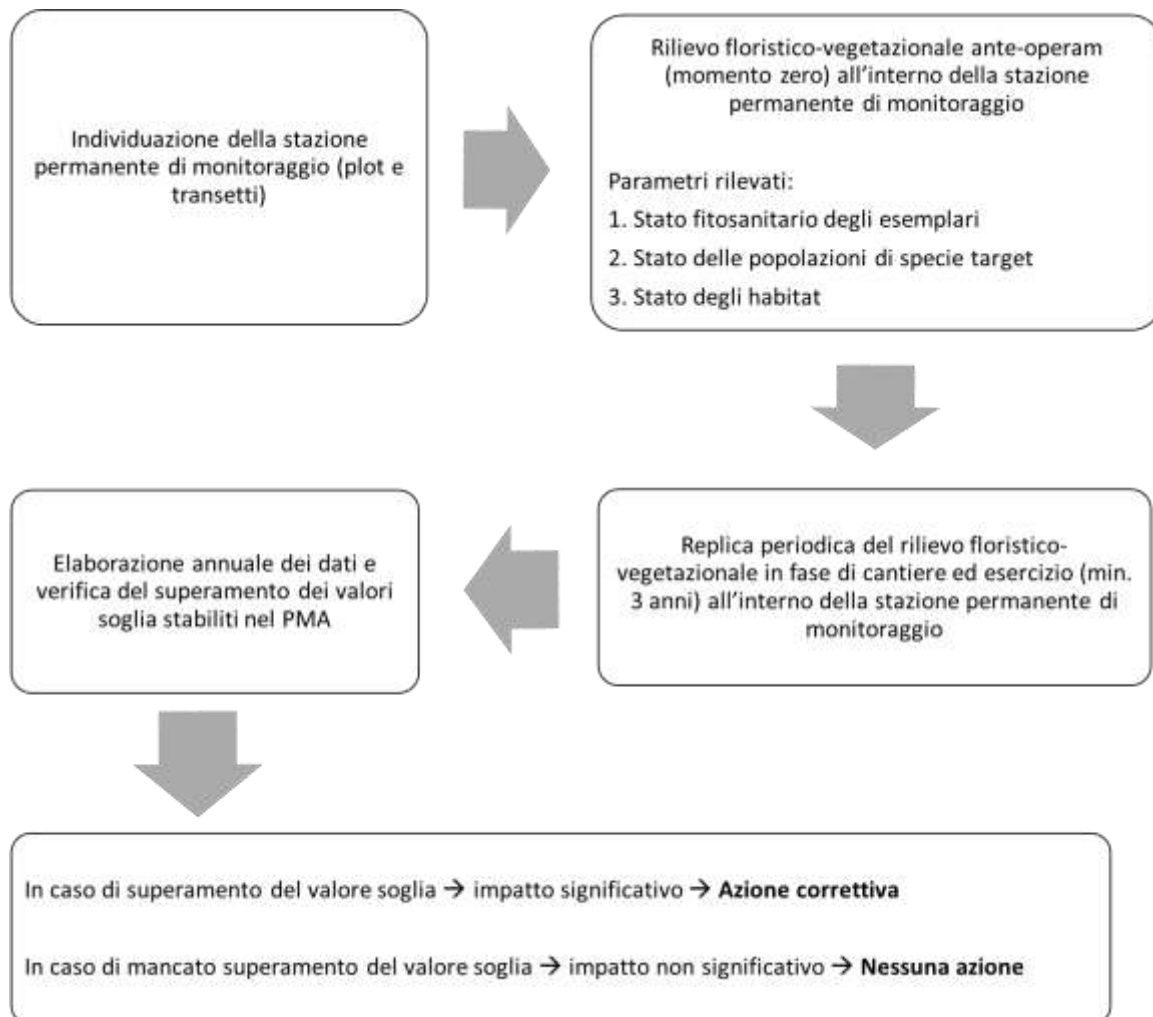 Individuazione della stazione
permanente di monitoraggio (plot e
transetti)
Rilievo floristico-vegetazionale ante-operam
(momento zero) all'interno della stazione
permanente di monitoraggio
Parametri rilevati:
1. Stato fitosanitario degli esemplari
2. Stato delle popolazioni di specie target
3. Stato degli habitat
Replica periodica del rilievo floristico-
vegetazionale in fase di cantiere ed esercizio (min.
3 anni) all'interno della stazione permanente di
monitoraggio
Elaborazione annuale dei dati e
verifica del superamento dei valori
soglia stabiliti nel PMA
In caso di superamento del valore soglia → impatto significativo → Azione correttiva
In caso di mancato superamento del valore soglia → impatto non significativo → Nessuna azione